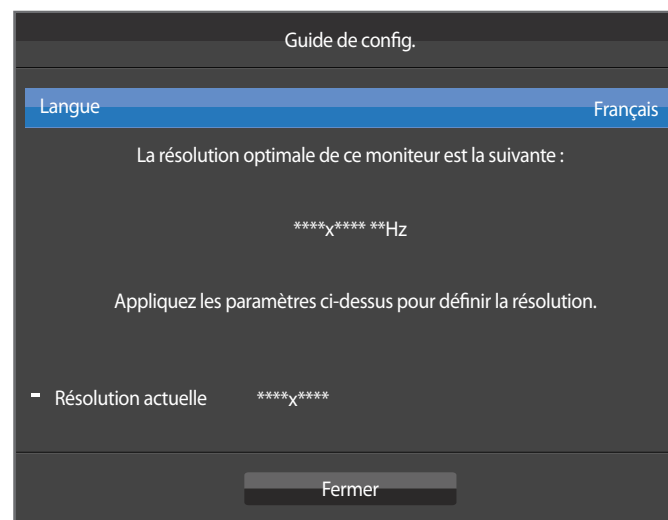 Guide de config.
Langue Français
La résolution optimale de ce moniteur est la suivante :
****x**** **Hz
Appliquez les paramètres ci-dessus pour définir la résolution.
- Résolution actuelle ****x****
Fermer